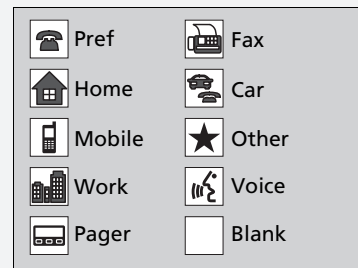 Pref
Fax
Home
Car
Mobile
Other
Work
Voice
Pager
Blank